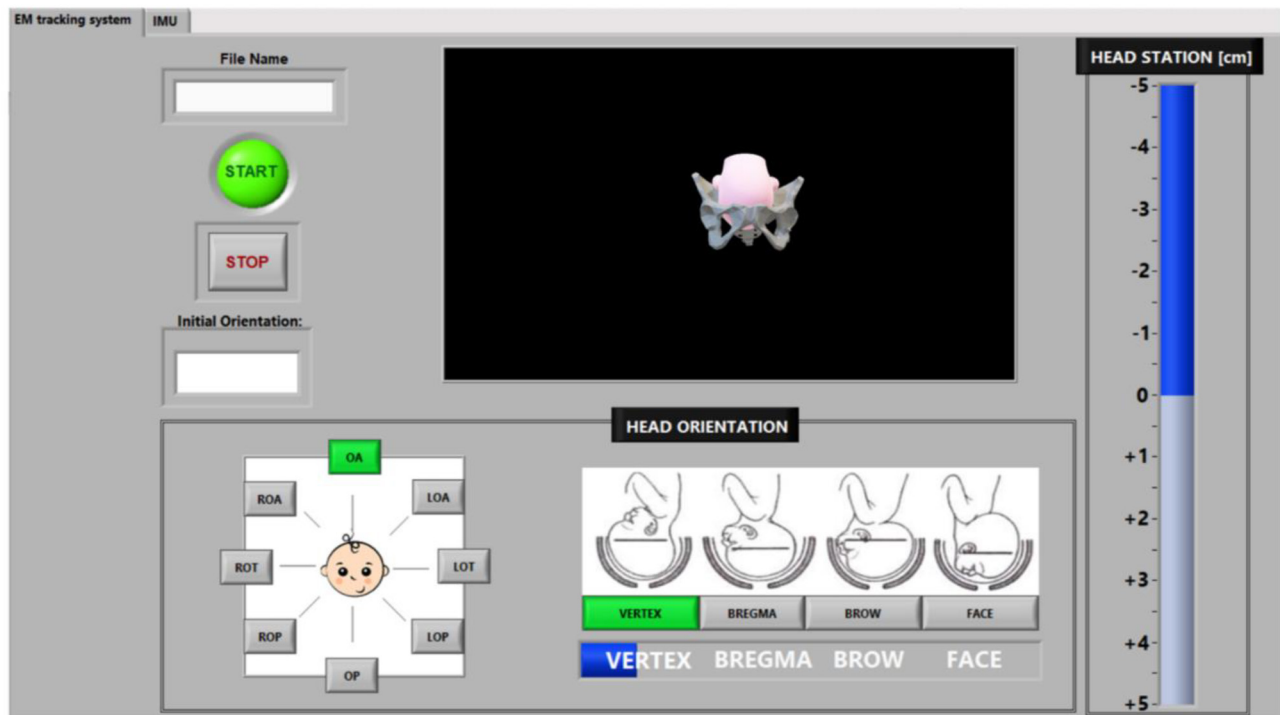 EM tracking system
IMU
File Name
START
STOP
Initial Orientation:
HEAD STATION [cm]
-5
-4
-3
-2
-1
0
+1
+2
+3
+4
+5
HEAD ORIENTATION
OA
ROA
LOA
ROT
LOT
ROP
LOP
OP
VERTEX BREGMA BROW FACE
VERTEX BREGMA BROW FACE